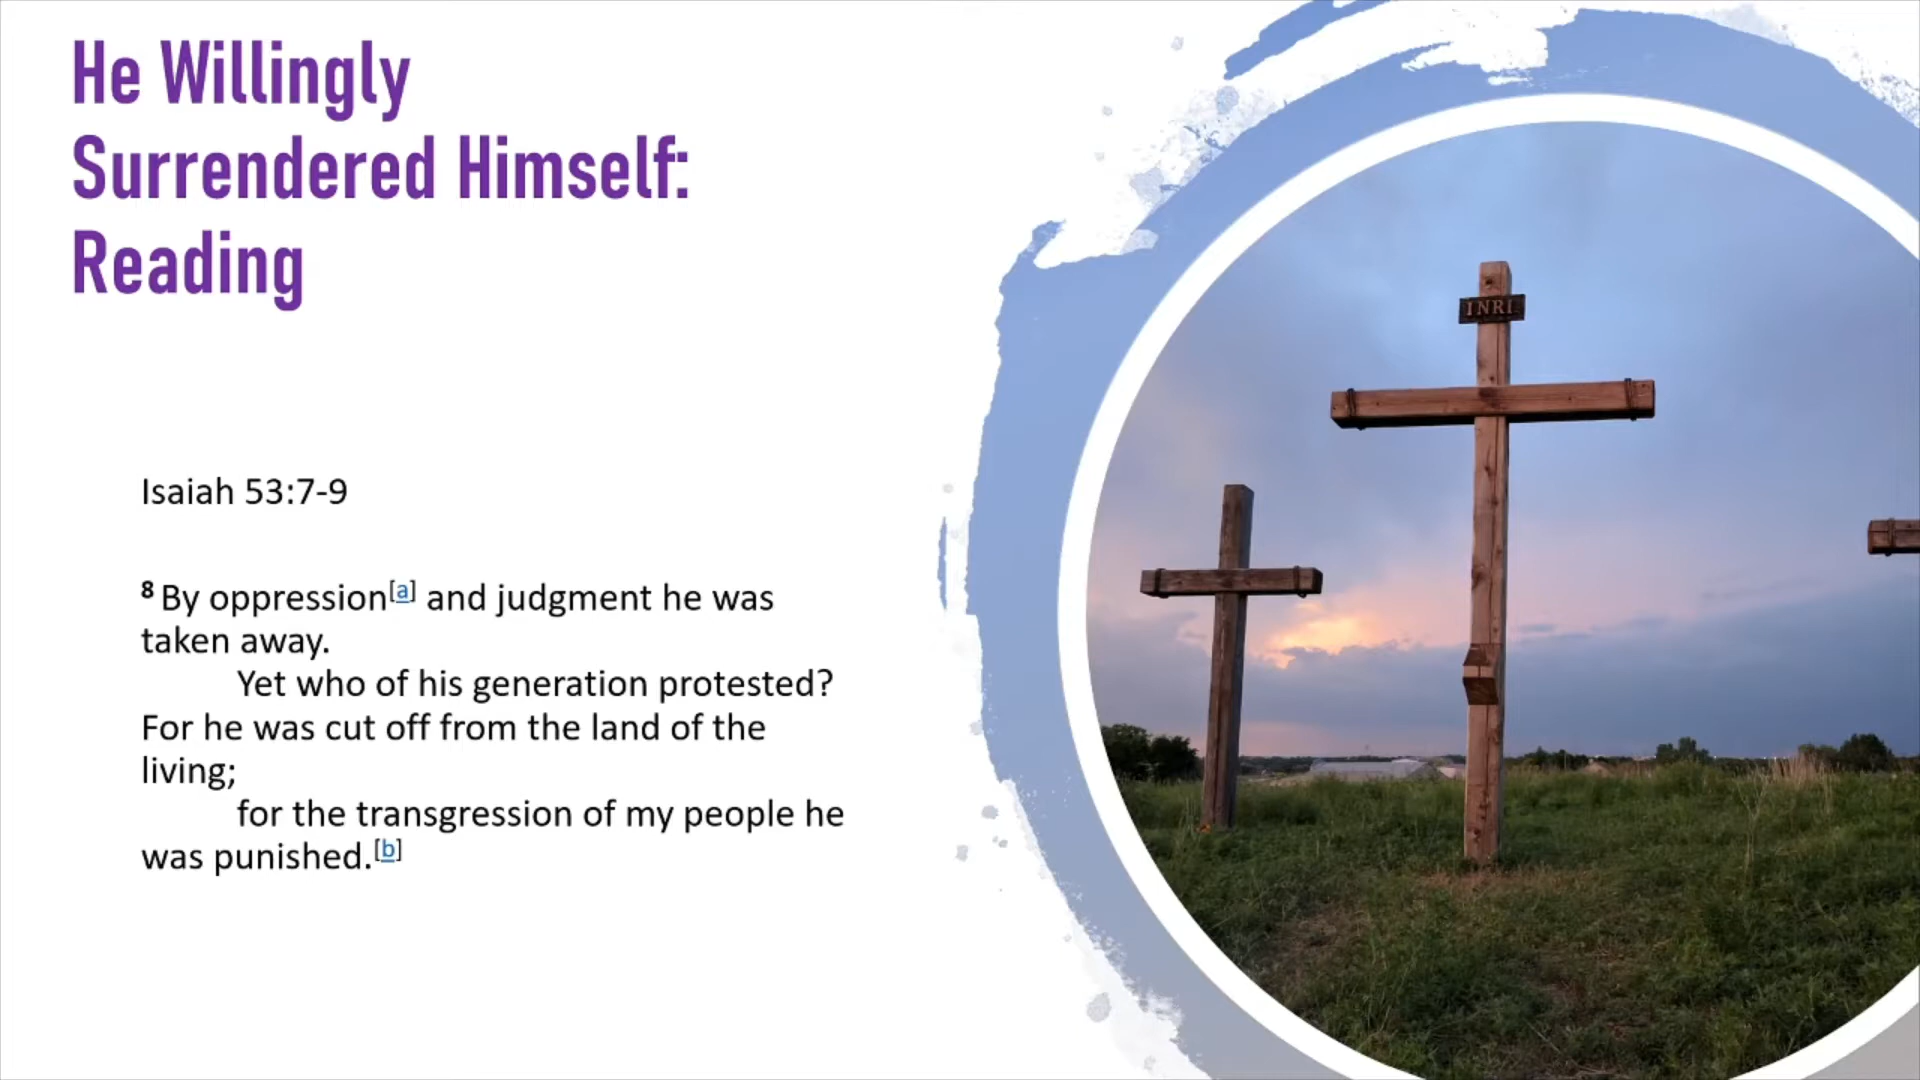 He Willingly
Surrendered Himself:
Reading
Isaiah 53:7-9
8 By oppression[a] and judgment he was
taken away.
Yet who of his generation protested?
For he was cut off from the land of the
living;
for the transgression of my people he
was punished.[b]
INRI